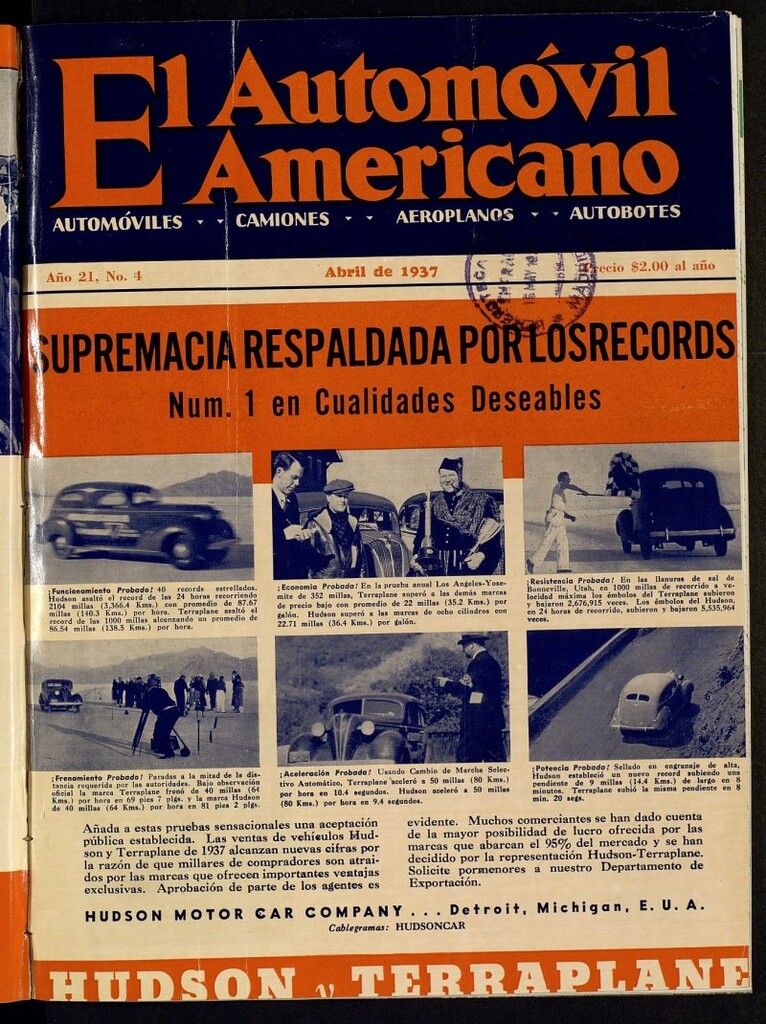 El Automóvil
Americano
AUTOMÓVILES - - CAMIONES - - AEROPLANOS - - AUTOBOTES
Año 21, No. 4
Abril de 1937
Precio $2.00 al año
MADRID
SUPREMACIA RESPALDADA POR LOS RECORDS
Num. 1 en Cualidades Deseables
¡Funcionamiento Probado! 40 records estrellados.
Hudson asaltó el record de las 24 horas recorriendo
2104 millas (3,366.4 Kms.) con promedio de 87.67
millas (140.3 Kms.) por hora. Terraplane asaltó el
record de las 1000 millas alcanzando un promedio de
86.54 millas (138.5 Kms.) por hora.
¡Economía Probada! En la prueba anual Los Angeles-Yose-
mite de 352 millas, Terraplane superó a las demás marcas
de precio bajo con promedio de 22 millas (35.2 Kms.) por
galón. Hudson superó a las marcas de ocho cilindros con
22.71 millas (36.4 Kms.) por galón.
¡Resistencia Probada! En las llanuras de sal de
Bonneville, Utah, en 1000 millas de recorrido a ve-
locidad máxima los émbolos del Terraplane subieron
y bajaron 2,676,915 veces. Los émbolos del Hudson,
en 24 horas de recorrido, subieron y bajaron 5,535,964
veces.
¡Frenamiento Probado! Paradas a la mitad de la dis-
tancia requerida por las autoridades. Bajo observación
oficial la marca Terraplane frenó de 40 millas (64
Kms.) por hora en 69 pies 7 plgs. y la marca Hudson
de 40 millas (64 Kms.) por hora en 81 pies 2 plgs.
¡Aceleración Probada! Usando Cambio de Marcha Selec-
tivo Automático, Terraplane aceleró a 50 millas (80 Kms.)
por hora en 10.4 segundos. Hudson aceleró a 50 millas
(80 Kms.) por hora en 9.4 segundos.
¡Potencia Probada! Sellado en engranaje de alta,
Hudson estableció un nuevo record subiendo una
pendiente de 9 millas (14.4 Kms.) de largo en 8
minutos. Terraplane subió la misma pendiente en 8
min. 20 segs.
Añada a estas pruebas sensacionales una aceptación
pública establecida. Las ventas de vehículos Hud-
son y Terraplane de 1937 alcanzan nuevas cifras por
la razón de que millares de compradores son atrai-
dos por las marcas que ofrecen importantes ventajas
exclusivas. Aprobación de parte de los agentes es
evidente. Muchos comerciantes se han dado cuenta
de la mayor posibilidad de lucro ofrecida por las
marcas que abarcan el 95% del mercado y se han
decidido por la representación Hudson-Terraplane.
Solicite pormenores a nuestro Departamento de
Exportación.
HUDSON MOTOR CAR COMPANY . . . Detroit, Michigan, E. U. A.
Cablegramas: HUDSONCAR
HUDSON y TERRAPLANE